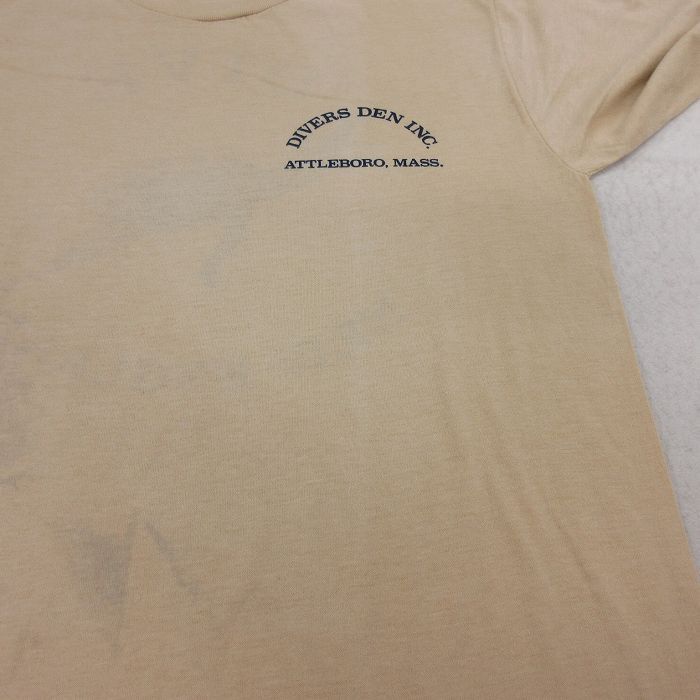 DIVERS DEN INC.
ATTLEBORO, MASS.